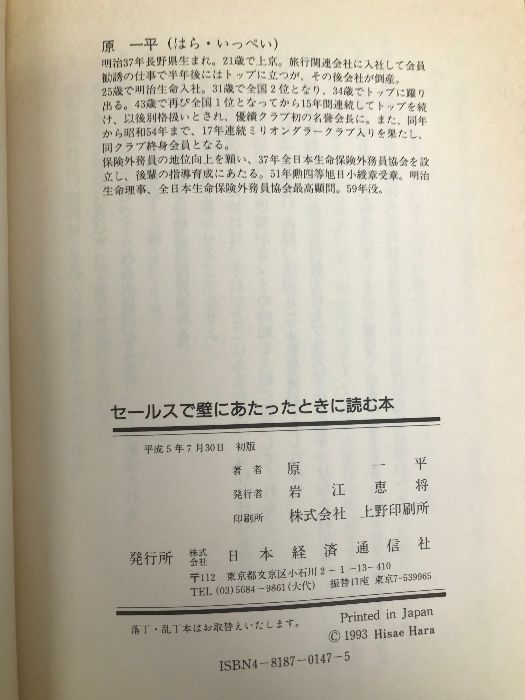 原 一平(はら・いっぺい)
明治37年長野県生まれ。21歳で上京。旅行関連会社に入社して会員
勧誘の仕事で半年後にはトップに立つが、その後会社が倒産。
25歳で明治生命入社。31歳で全国2位となり、34歳でトップに躍り
出る。43歳で再び全国1位となってから15年間連続してトップを続
け、以後別格扱いとされ、優績クラブ初の名誉会長に。また、同年
から昭和54年まで、17年連続ミリオンダラークラブ入りを果たし、
同クラブ終身会員となる。
保険外務員の地位向上を願い、37年全日本生命保険外務員協会を設
立し、後輩の指導育成にあたる。51年勲四等旭日小綬章受章。明治
生命理事、全日本生命保険外務員協会最高顧問。59年没。
セールスで壁にあたったときに読む本
平成5年7月30日 初版
著者 原 一平
発行者 岩江恵将
印刷所 株式会社 上野印刷所
発行所 株式会社 日本経済通信社
〒112 東京都文京区小石川2-1-13-410
TEL (03)5684-9861(大代) 振替口座 東京7-539965
落丁・乱丁本はお取替えいたします。
Printed in Japan
© 1993 Hisae Hara
ISBN4-8187-0147-5